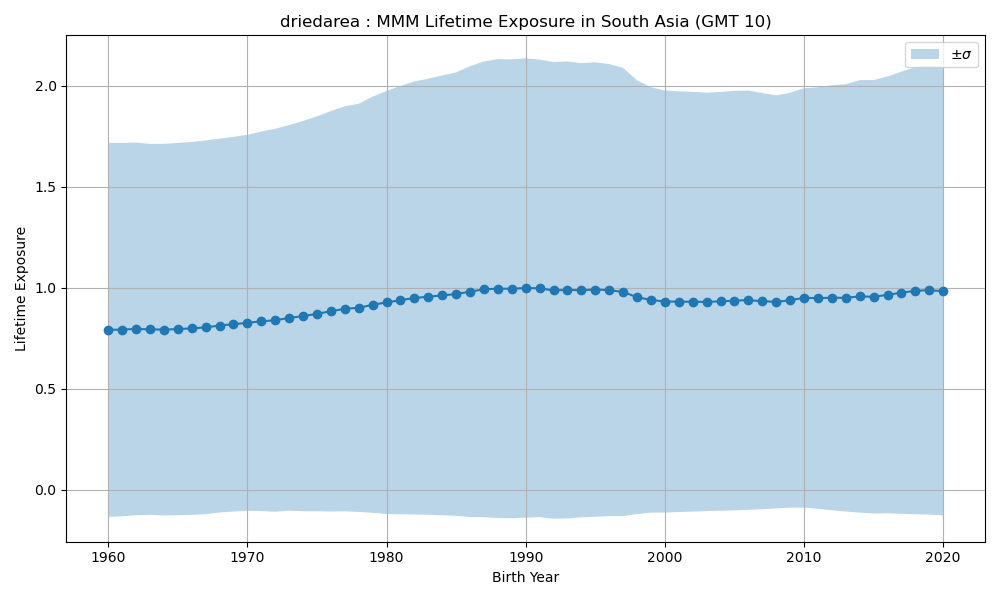 driedarea : MMM Lifetime Exposure in South Asia (GMT 10)
±σ
Lifetime Exposure
2.0
1.5
1.0
0.5
0.0
1960 1970 1980 1990 2000 2010 2020
Birth Year